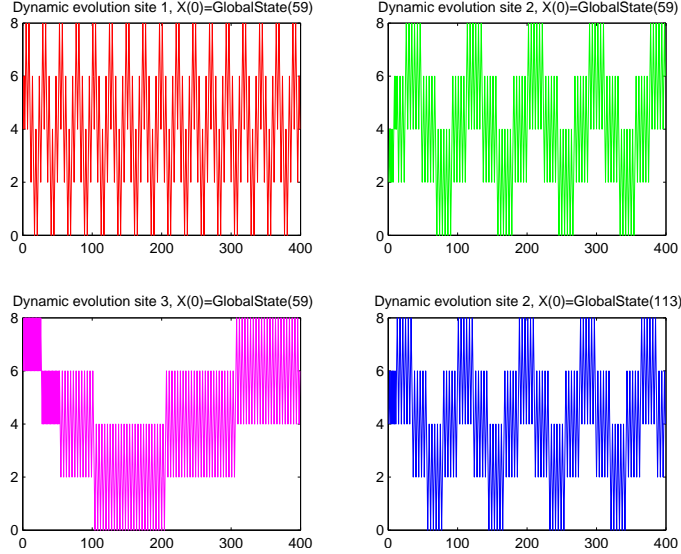 Dynamic evolution site 1, X(0)=GlobalState(59)
8
6
4
2
0
0 100 200 300 400
Dynamic evolution site 2, X(0)=GlobalState(59)
8
6
4
2
0
0 100 200 300 400
Dynamic evolution site 3, X(0)=GlobalState(59)
8
6
4
2
0
0 100 200 300 400
Dynamic evolution site 2, X(0)=GlobalState(113)
8
6
4
2
0
0 100 200 300 400